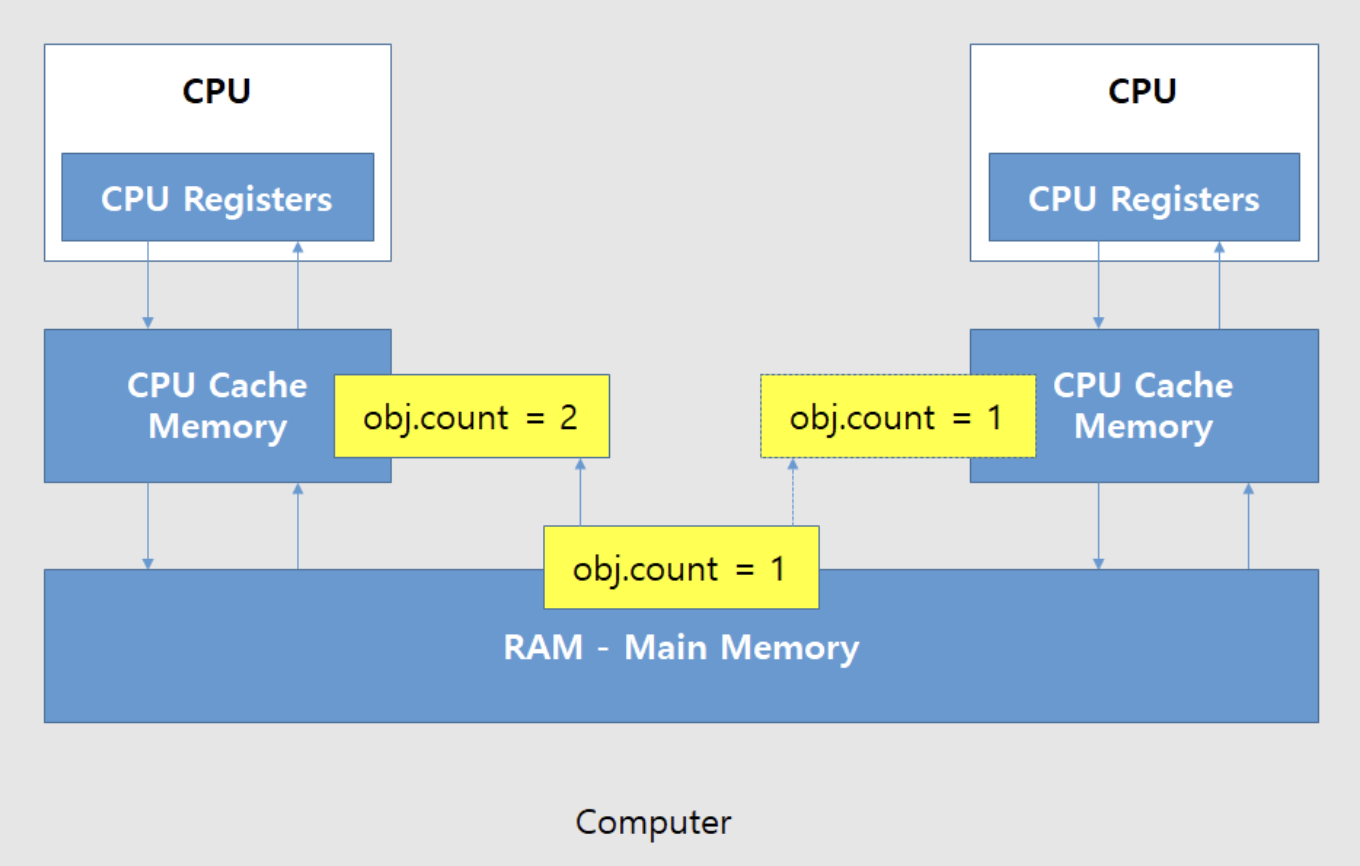 CPU
CPU
CPU Registers
CPU Registers
CPU Cache
Memory
obj.count = 2
obj.count = 1
CPU Cache
Memory
obj.count = 1
RAM - Main Memory
Computer